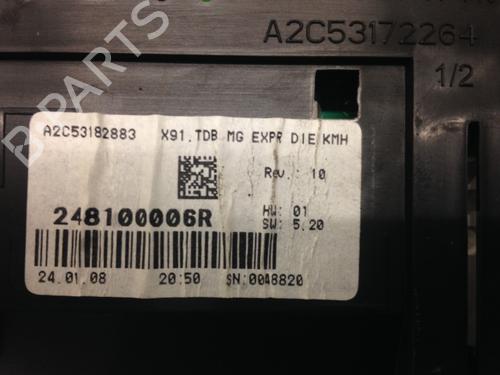 A2C53172264
1/2
A2C53182883 X91.TDB MG EXPR DIE KMH
Rev.: 10
248100006R
HW: 01
SW: 5.20
24.01.08 20:50 SN:0048820
B-PARTS